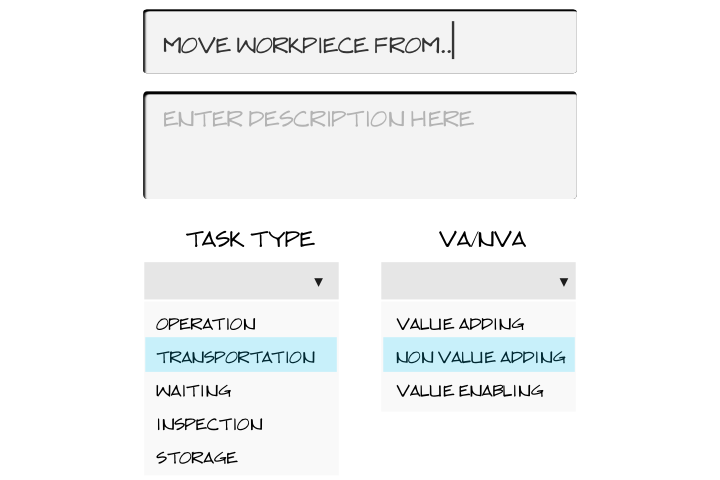 MOVE WORKPIECE FROM..
ENTER DESCRIPTION HERE
TASK TYPE
VA/NVA
OPERATION
TRANSPORTATION
WAITING
INSPECTION
STORAGE
VALUE ADDING
NON VALUE ADDING
VALUE ENABLING